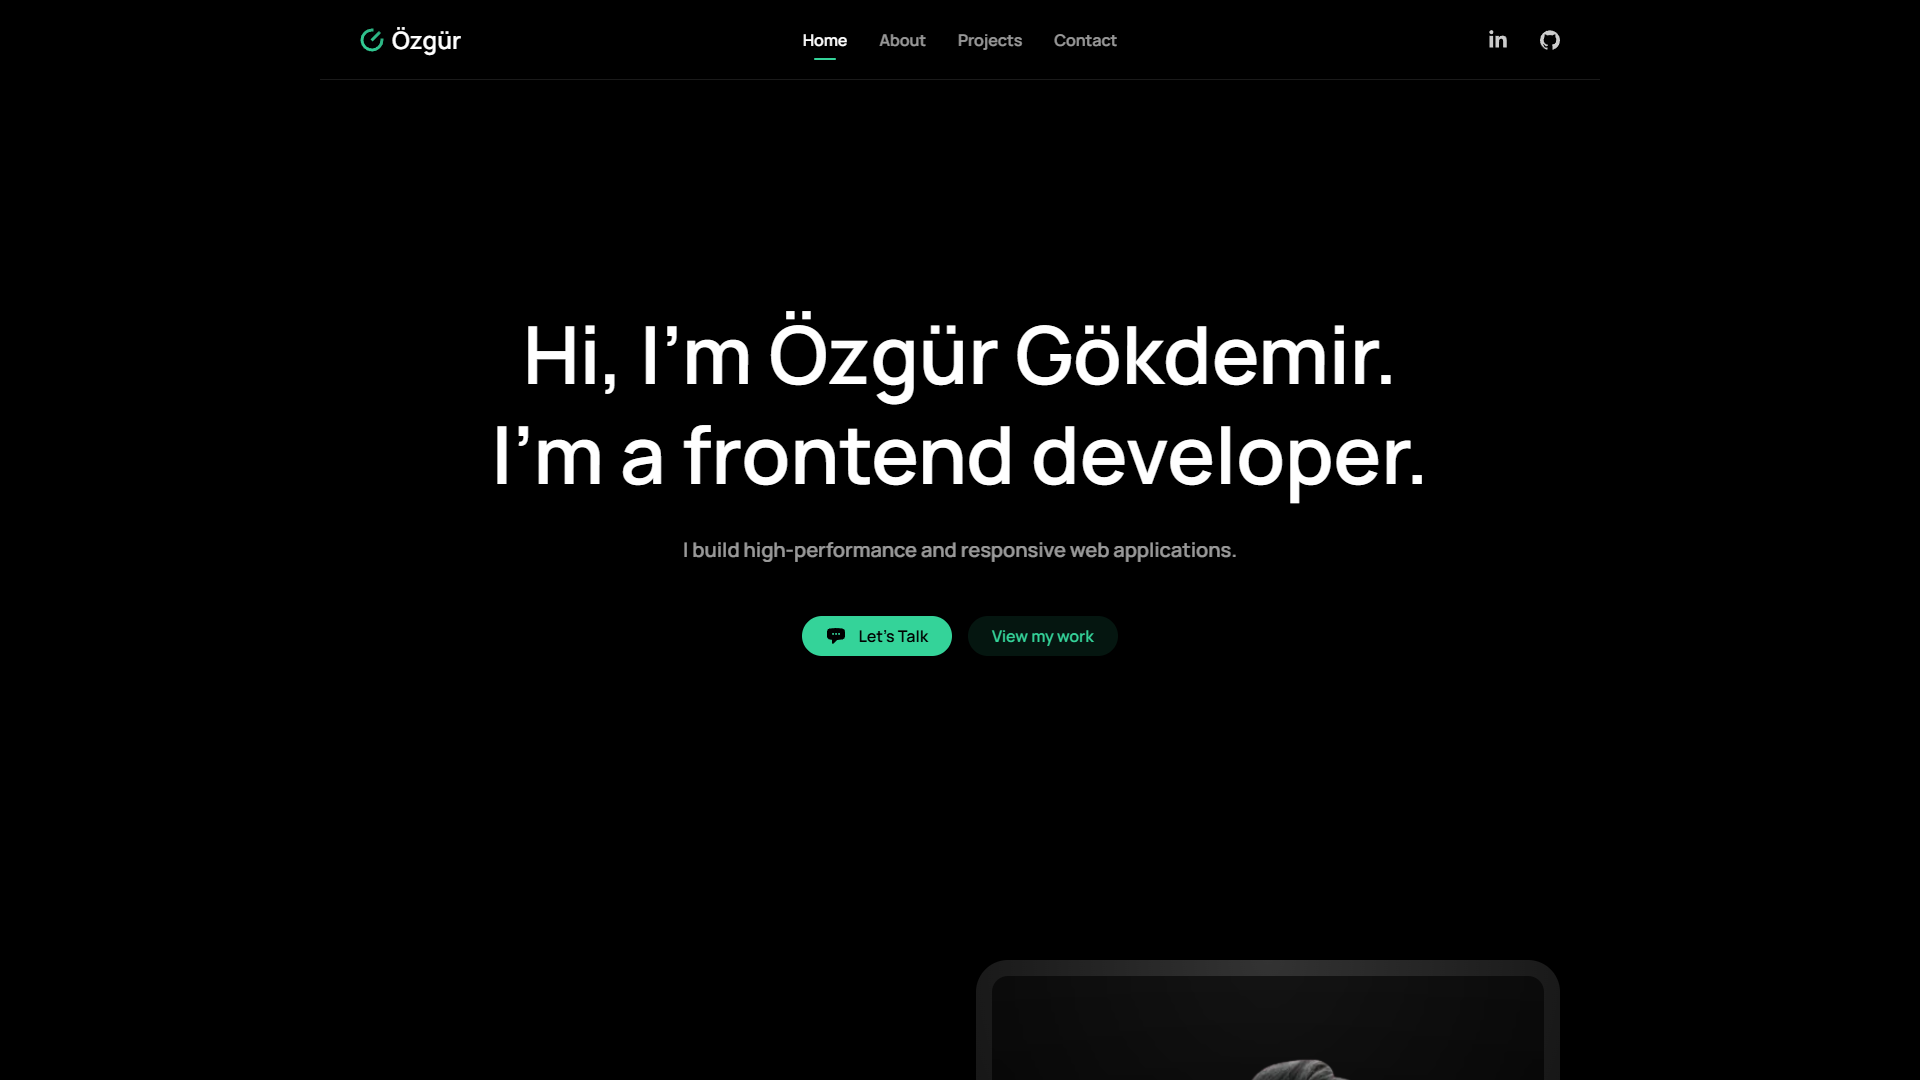 Özgür
Home
About
Projects
Contact
Hi, I’m Özgür Gökdemir.
I’m a frontend developer.
I build high-performance and responsive web applications.
Let’s Talk
View my work